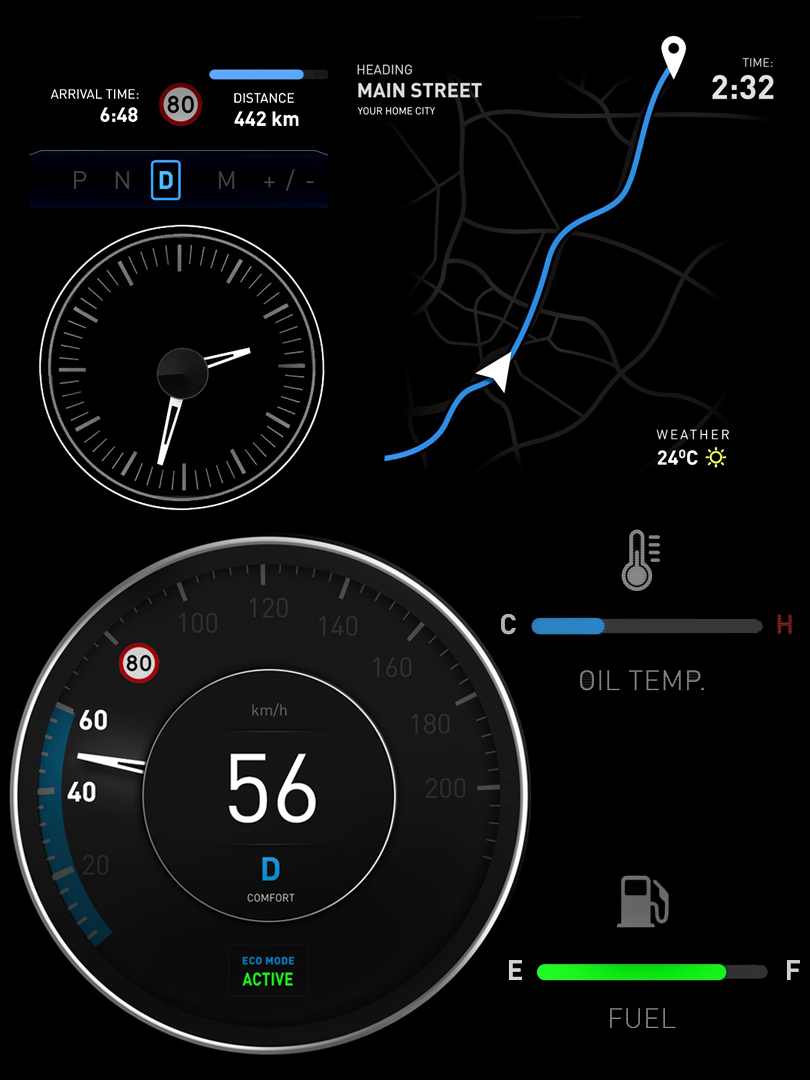 ARRIVAL TIME:
6:48
80
DISTANCE
442 km
HEADING
MAIN STREET
YOUR HOME CITY
TIME:
2:32
P N D M + / -
WEATHER
24°C
100
120
140
160
180
200
80
60
40
20
km/h
56
D
COMFORT
ECO MODE
ACTIVE
C H
OIL TEMP.
E F
FUEL